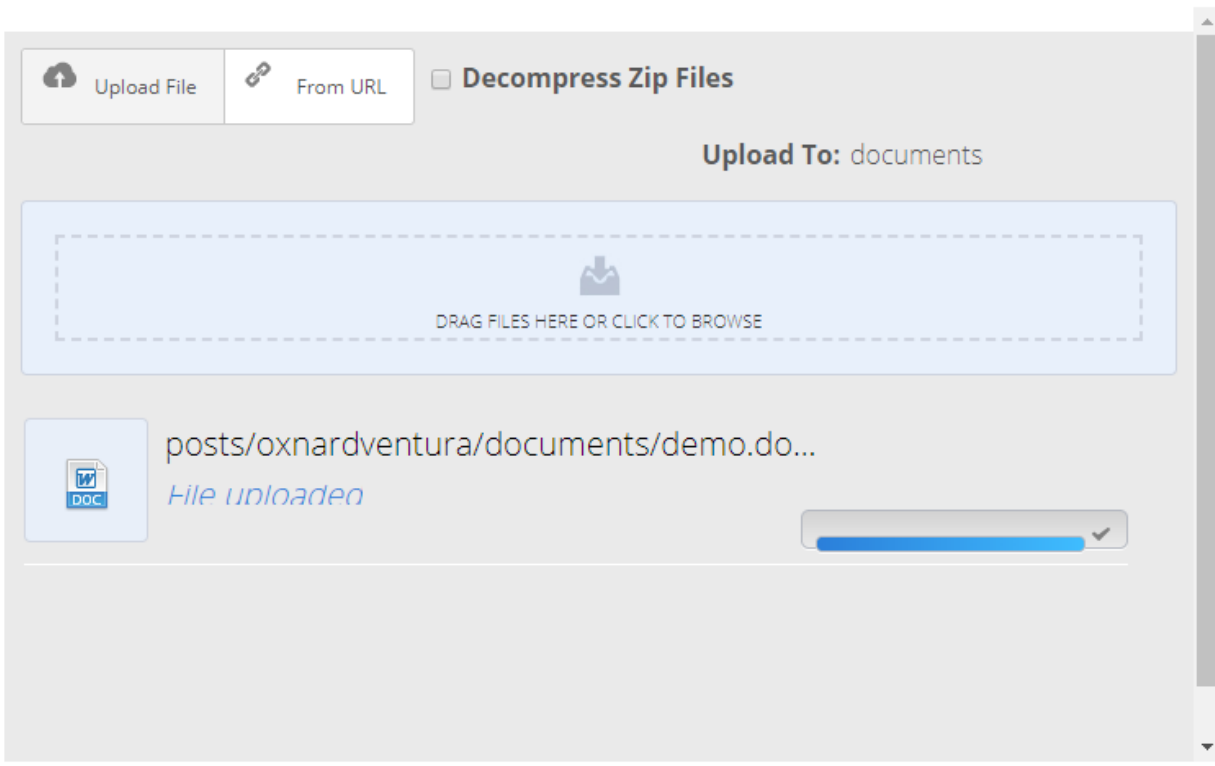 Upload File From URL Decompress Zip Files
Upload To: documents
DRAG FILES HERE OR CLICK TO BROWSE
posts/oxnardventura/documents/demo.do...
File uploaded
DOC